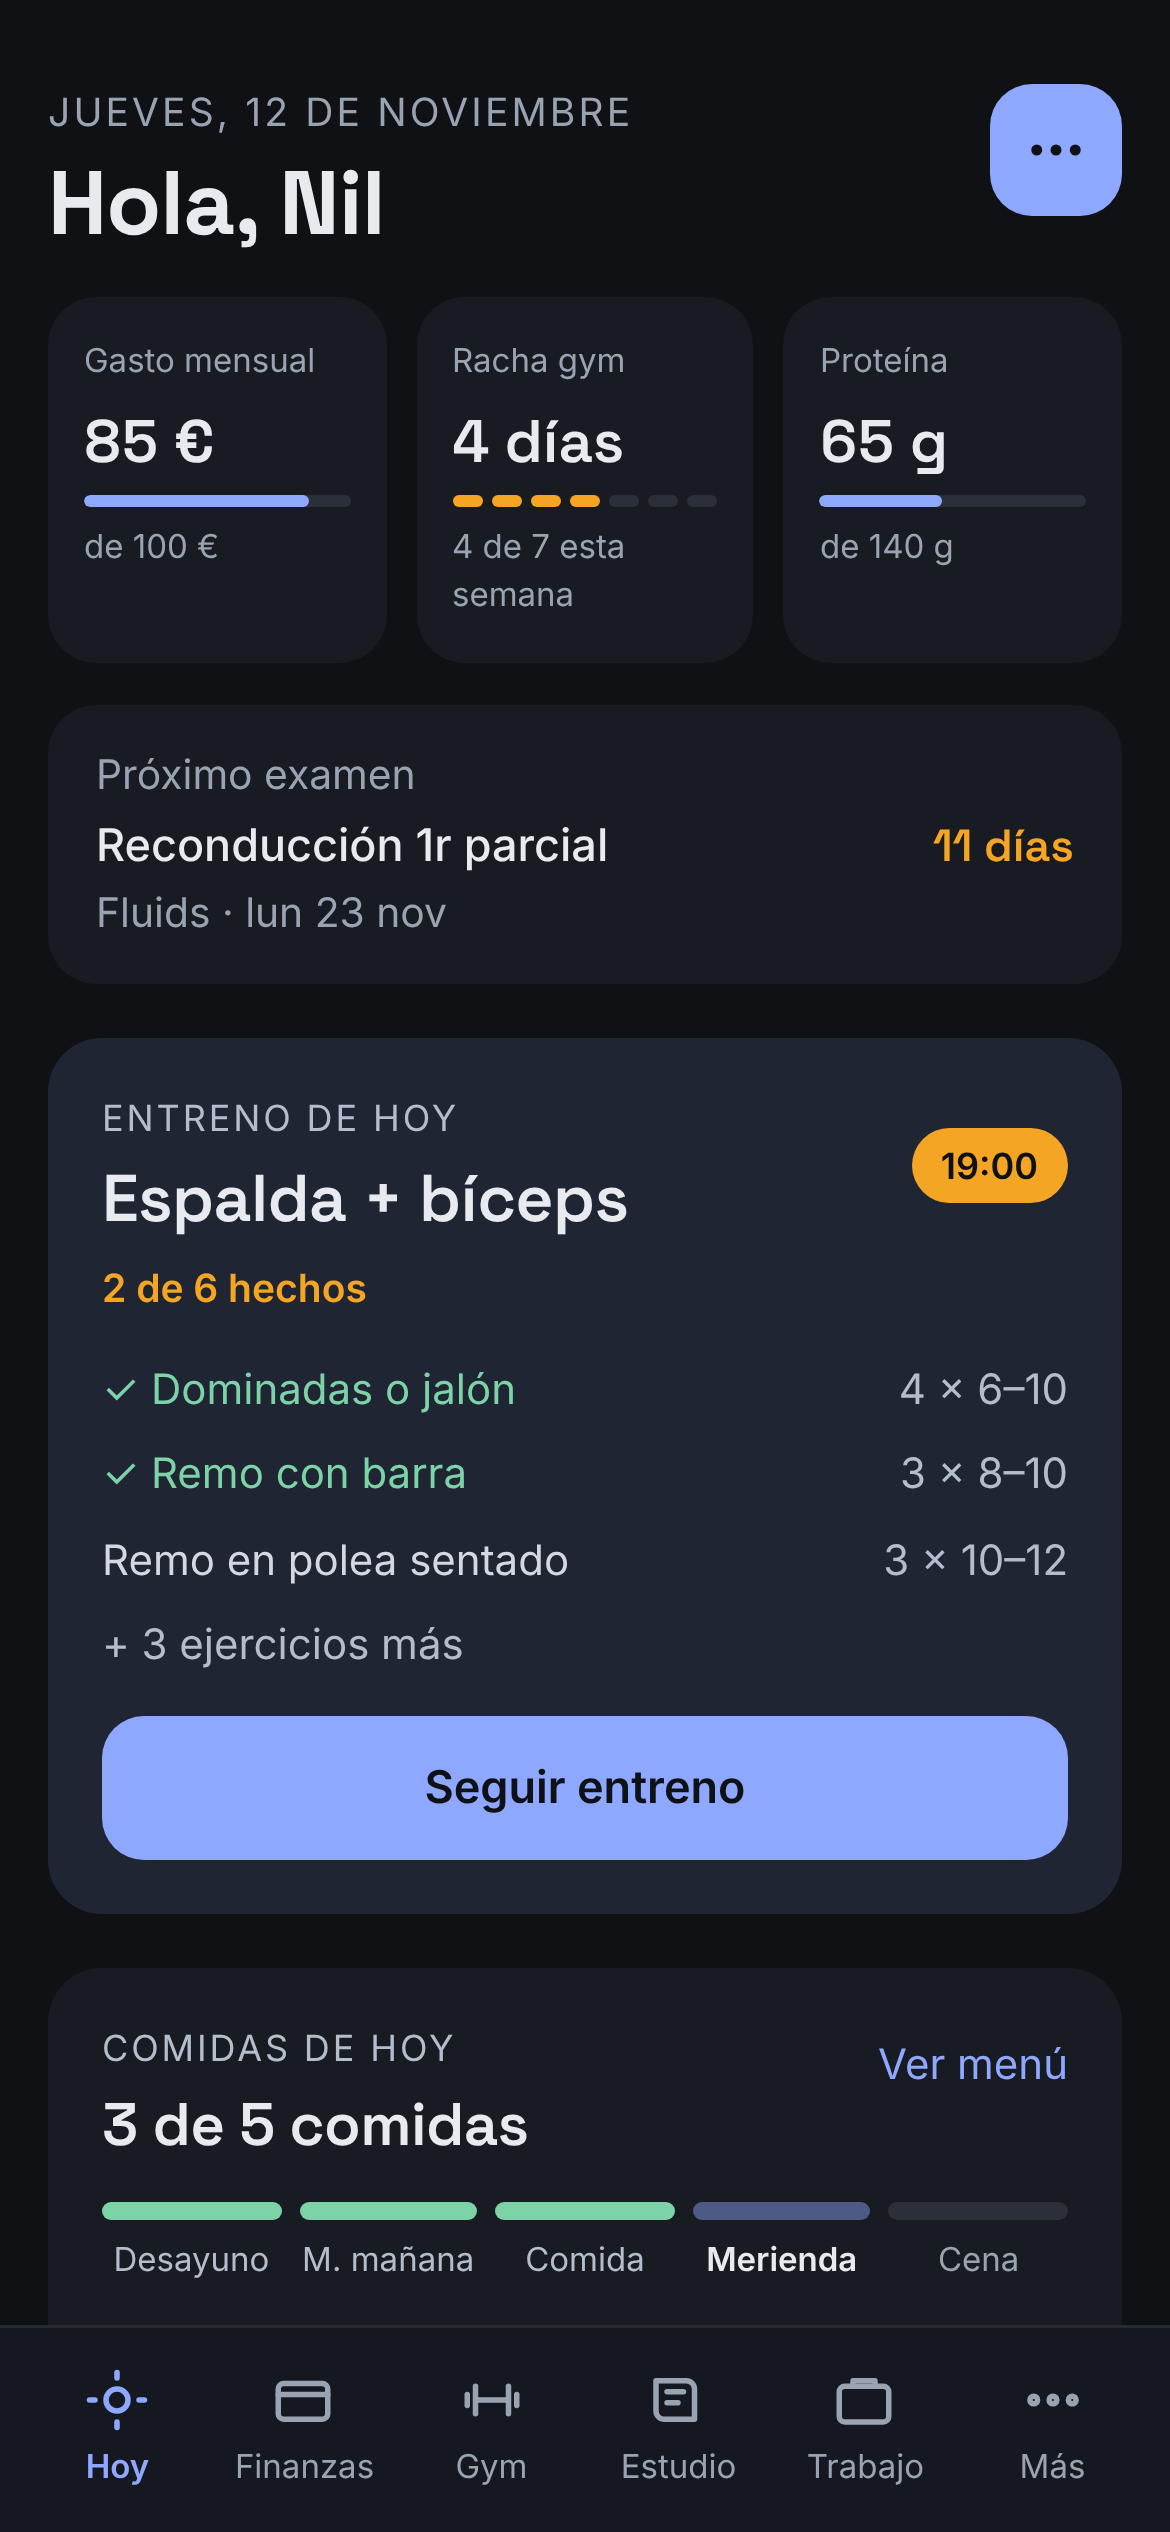 JUEVES, 12 DE NOVIEMBRE
Hola, Nil
Gasto mensual
85 €
de 100 €
Racha gym
4 días
4 de 7 esta
semana
Proteína
65 g
de 140 g
Próximo examen
Reconducción 1r parcial
11 días
Fluids · lun 23 nov
ENTRENO DE HOY
Espalda + bíceps
19:00
2 de 6 hechos
✓ Dominadas o jalón 4 × 6–10
✓ Remo con barra 3 × 8–10
Remo en polea sentado 3 × 10–12
+ 3 ejercicios más
Seguir entreno
COMIDAS DE HOY
Ver menú
3 de 5 comidas
Desayuno M. mañana Comida Merienda Cena
Hoy Finanzas Gym Estudio Trabajo Más